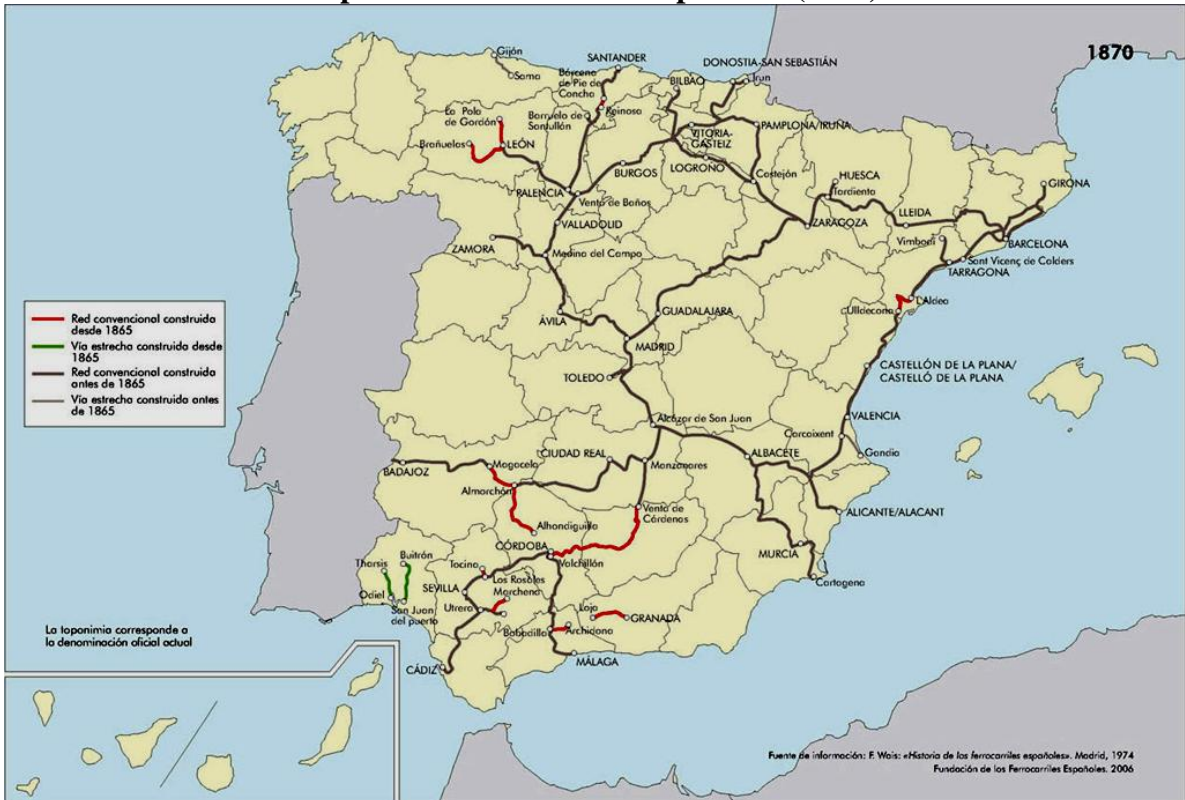 1870
Gijón
Sama
SANTANDER
Bárcena
de Pie de
Concha
Reinosa
DONOSTIA-SAN SEBASTIÁN
Irun
BILBAO
La Pola
de Gordón
Barruelo de
Santullán
Brañuelas
LEÓN
VITORIA-
GASTEIZ
PAMPLONA/IRUÑA
BURGOS
LOGROÑO
Castejón
HUESCA
Tardienta
GIRONA
PALENCIA
Venta de Baños
VALLADOLID
ZARAGOZA
LLEIDA
BARCELONA
ZAMORA
Medina del Campo
Vimbodí
Sant Vicenç de Calders
TARRAGONA
L'Aldea
Ulldecona
ÁVILA
GUADALAJARA
MADRID
TOLEDO
CASTELLÓN DE LA PLANA/
CASTELLÓ DE LA PLANA
Red convencional construida
desde 1865
Vía estrecha construida desde
1865
Red convencional construida
antes de 1865
Vía estrecha construida antes
de 1865
Alcázar de San Juan
VALENCIA
Carcaixent
Gandia
BADAJOZ
Magacela
CIUDAD REAL
Manzanares
ALBACETE
Almorchón
Alhondiguilla
Venta de
Cárdenas
ALICANTE/ALACANT
CÓRDOBA
Valchillón
MURCIA
Cartagena
Tharsis
Buitrón
Tocina
Los Rosales
SEVILLA
Marchena
Odiel
San Juan
del puerto
Utrera
Loja
GRANADA
Bobadilla
Archidona
MÁLAGA
CÁDIZ
La toponimia corresponde a
la denominación oficial actual
Fuente de información: F. Wais: «Historia de los ferrocarriles españoles». Madrid, 1974
Fundación de los Ferrocarriles Españoles. 2006